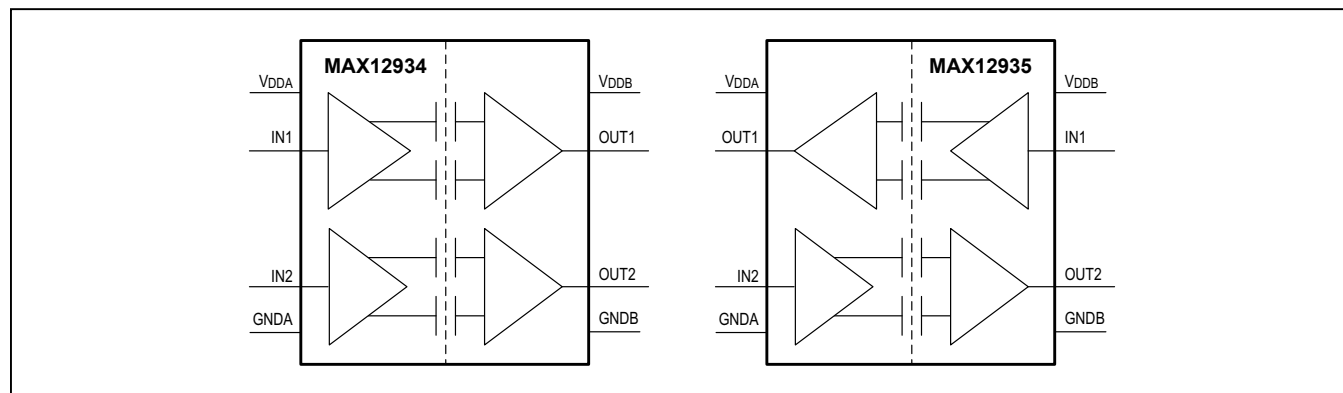 MAX12934
VDDA
VDDB
IN1
OUT1
IN2
OUT2
GNDA
GNDB
MAX12935
VDDA
VDDB
OUT1
IN1
IN2
OUT2
GNDA
GNDB